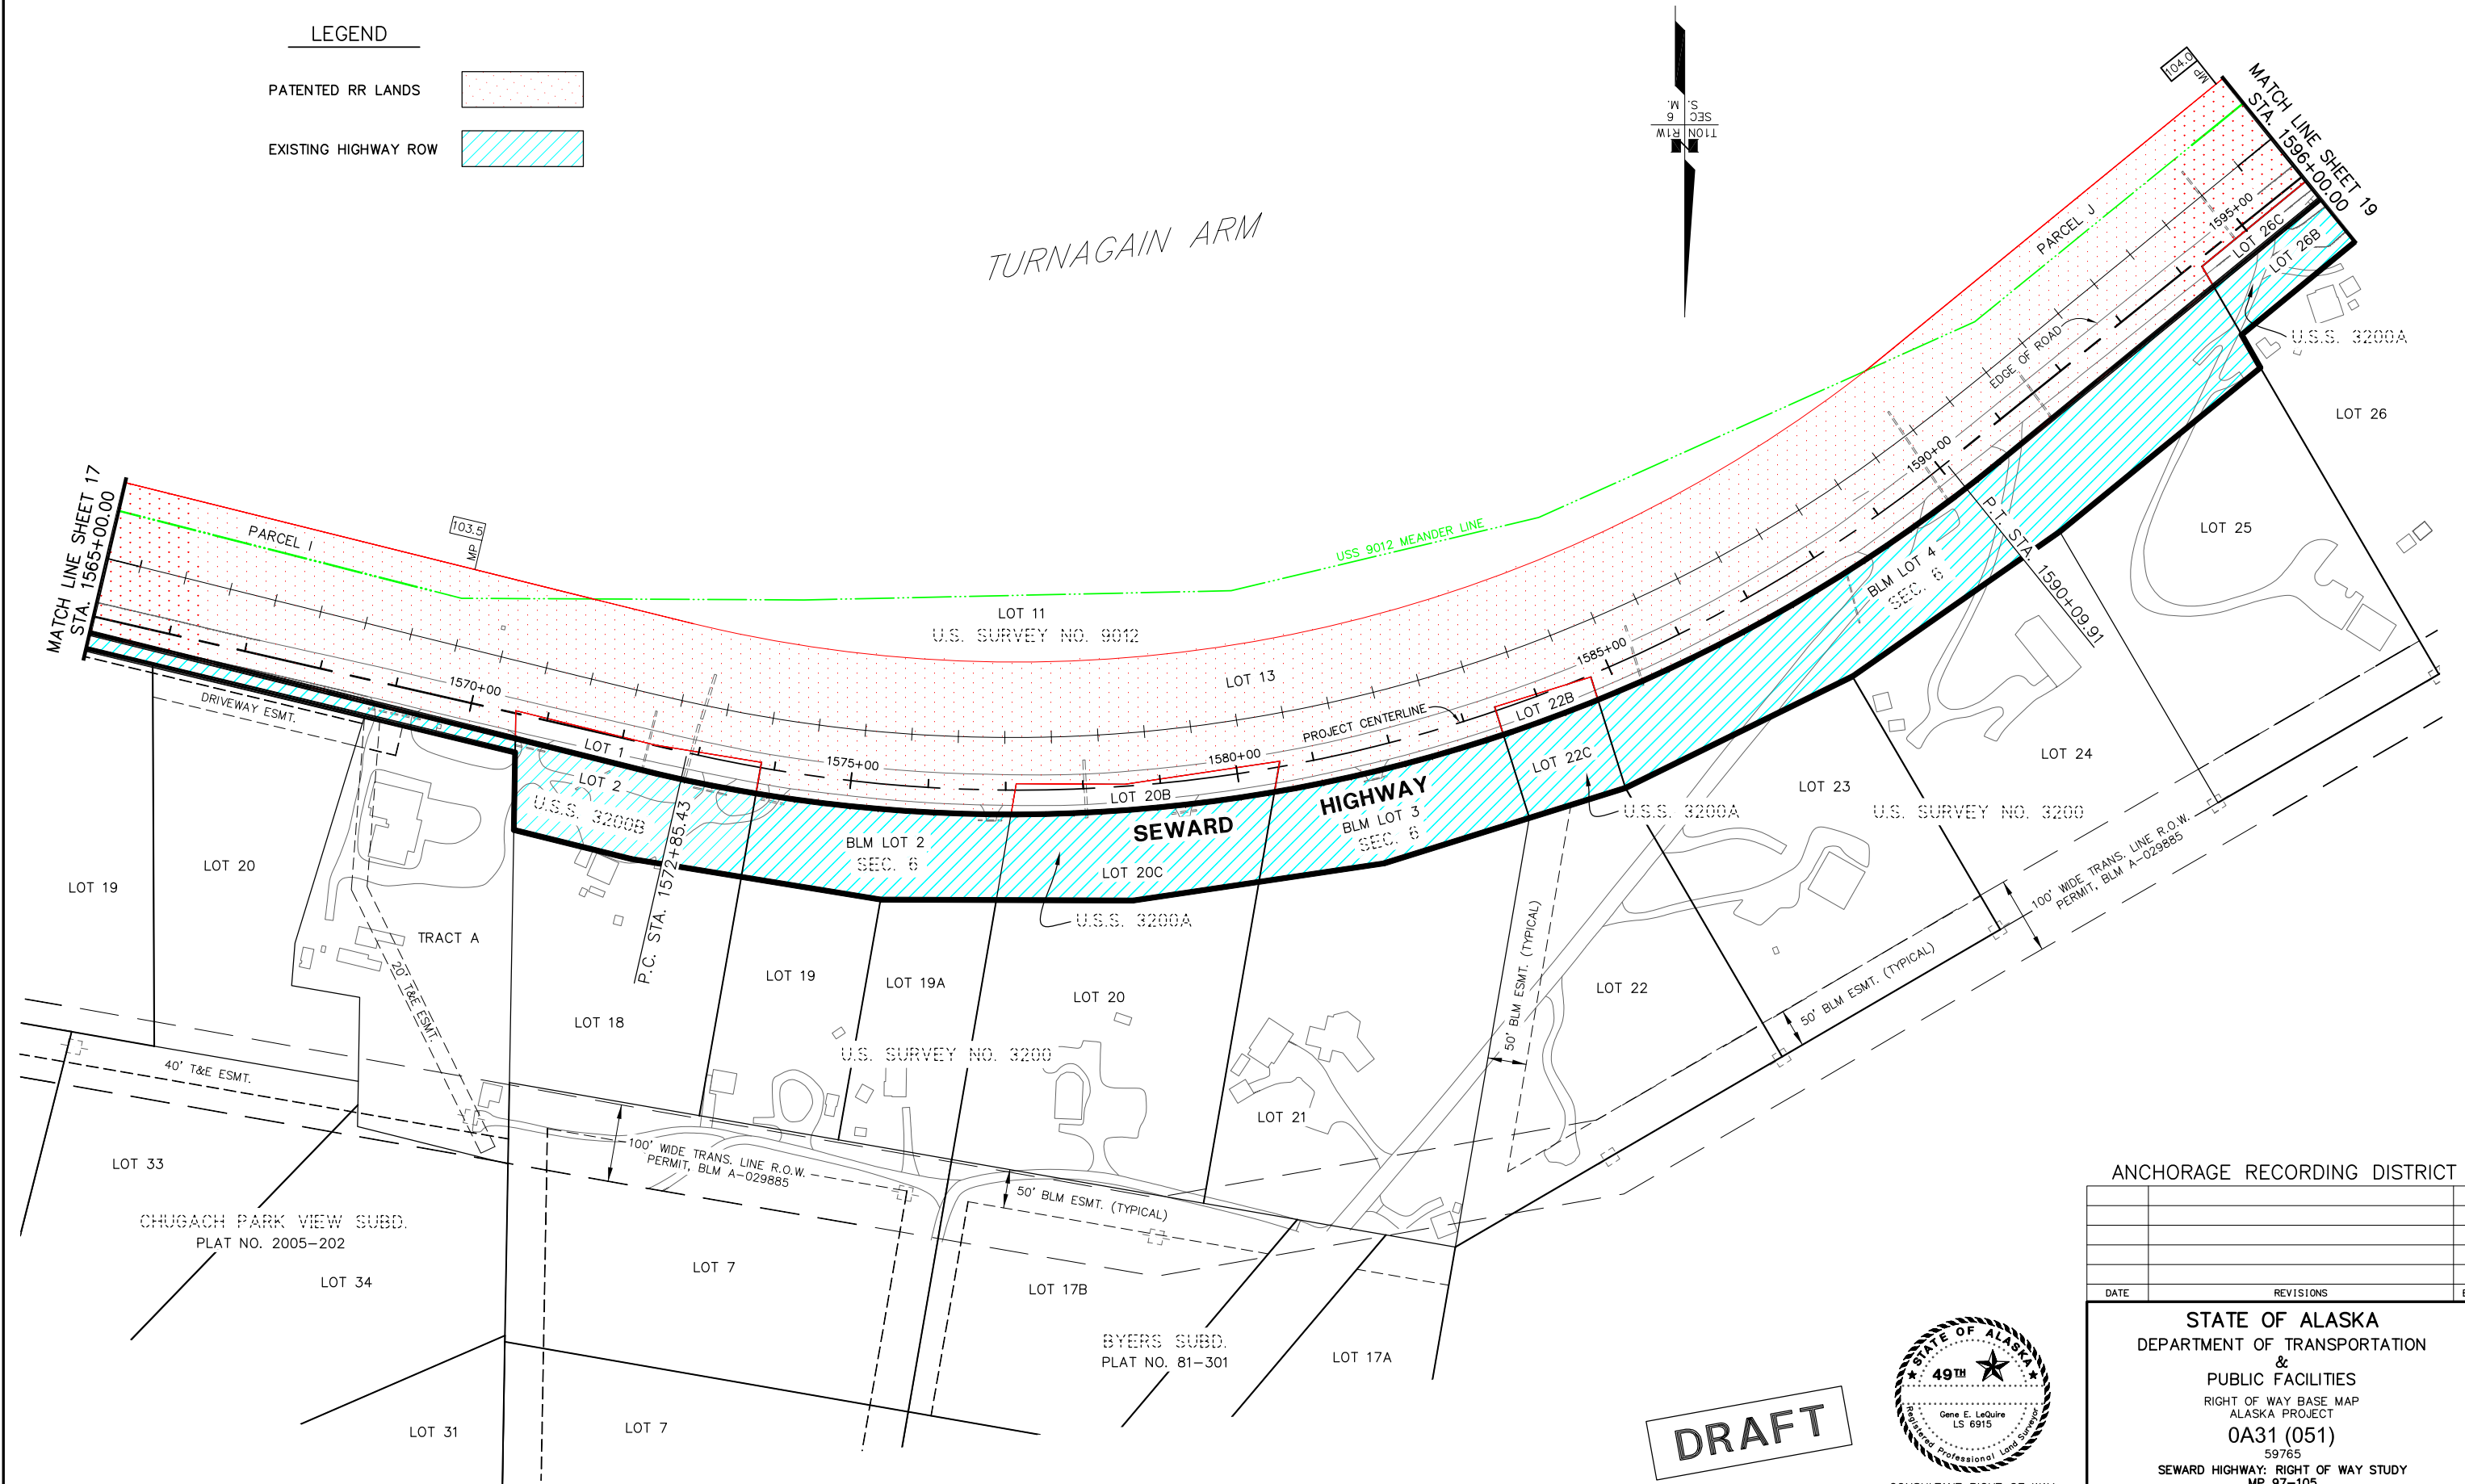 LEGEND
PATENTED RR LANDS
EXISTING HIGHWAY ROW
TURNAGAIN ARM
T10N R1W
SEC 6
S. M.
N
104.0
MP
MATCH LINE SHEET 19
STA. 1596+00.00
PARCEL J
1595+00
LOT 26C
LOT 26B
U.S.S. 3200A
EDGE OF ROAD
LOT 26
1590+00
P.T. STA. 1590+09.91
LOT 25
MATCH LINE SHEET 17
STA. 1565+00.00
PARCEL I
103.5
MP
USS 9012 MEANDER LINE
LOT 11
U.S. SURVEY NO. 9012
BLM LOT 4
SEC. 6
1585+00
LOT 13
1570+00
DRIVEWAY ESMT.
LOT 1
1575+00
1580+00
PROJECT CENTERLINE
LOT 22B
LOT 22C
LOT 24
LOT 2
U.S.S. 3200B
LOT 20B
HIGHWAY
SEWARD
BLM LOT 3
SEC. 6
LOT 23
U.S.S. 3200A
U.S. SURVEY NO. 3200
BLM LOT 2
SEC. 6
LOT 20C
P.C. STA. 1572+85.43
U.S.S. 3200A
LOT 19
LOT 20
TRACT A
20' T&E ESMT.
100' WIDE TRANS. LINE R.O.W.
PERMIT, BLM A-029885
50' BLM ESMT. (TYPICAL)
50' BLM ESMT. (TYPICAL)
LOT 18
LOT 19
LOT 19A
LOT 20
LOT 22
U.S. SURVEY NO. 3200
40' T&E ESMT.
LOT 21
100' WIDE TRANS. LINE R.O.W.
PERMIT, BLM A-029885
50' BLM ESMT. (TYPICAL)
LOT 33
CHUGACH PARK VIEW SUBD.
PLAT NO. 2005-202
LOT 34
LOT 7
LOT 17B
BYERS SUBD.
PLAT NO. 81-301
LOT 17A
LOT 31
LOT 7
DRAFT
STATE OF ALASKA
49TH
Gene E. LeQuire
LS 6915
Registered Professional Land Surveyor
ANCHORAGE RECORDING DISTRICT
DATE REVISIONS
STATE OF ALASKA
DEPARTMENT OF TRANSPORTATION
&
PUBLIC FACILITIES
RIGHT OF WAY BASE MAP
ALASKA PROJECT
0A31 (051)
59765
SEWARD HIGHWAY: RIGHT OF WAY STUDY
MP 97-105